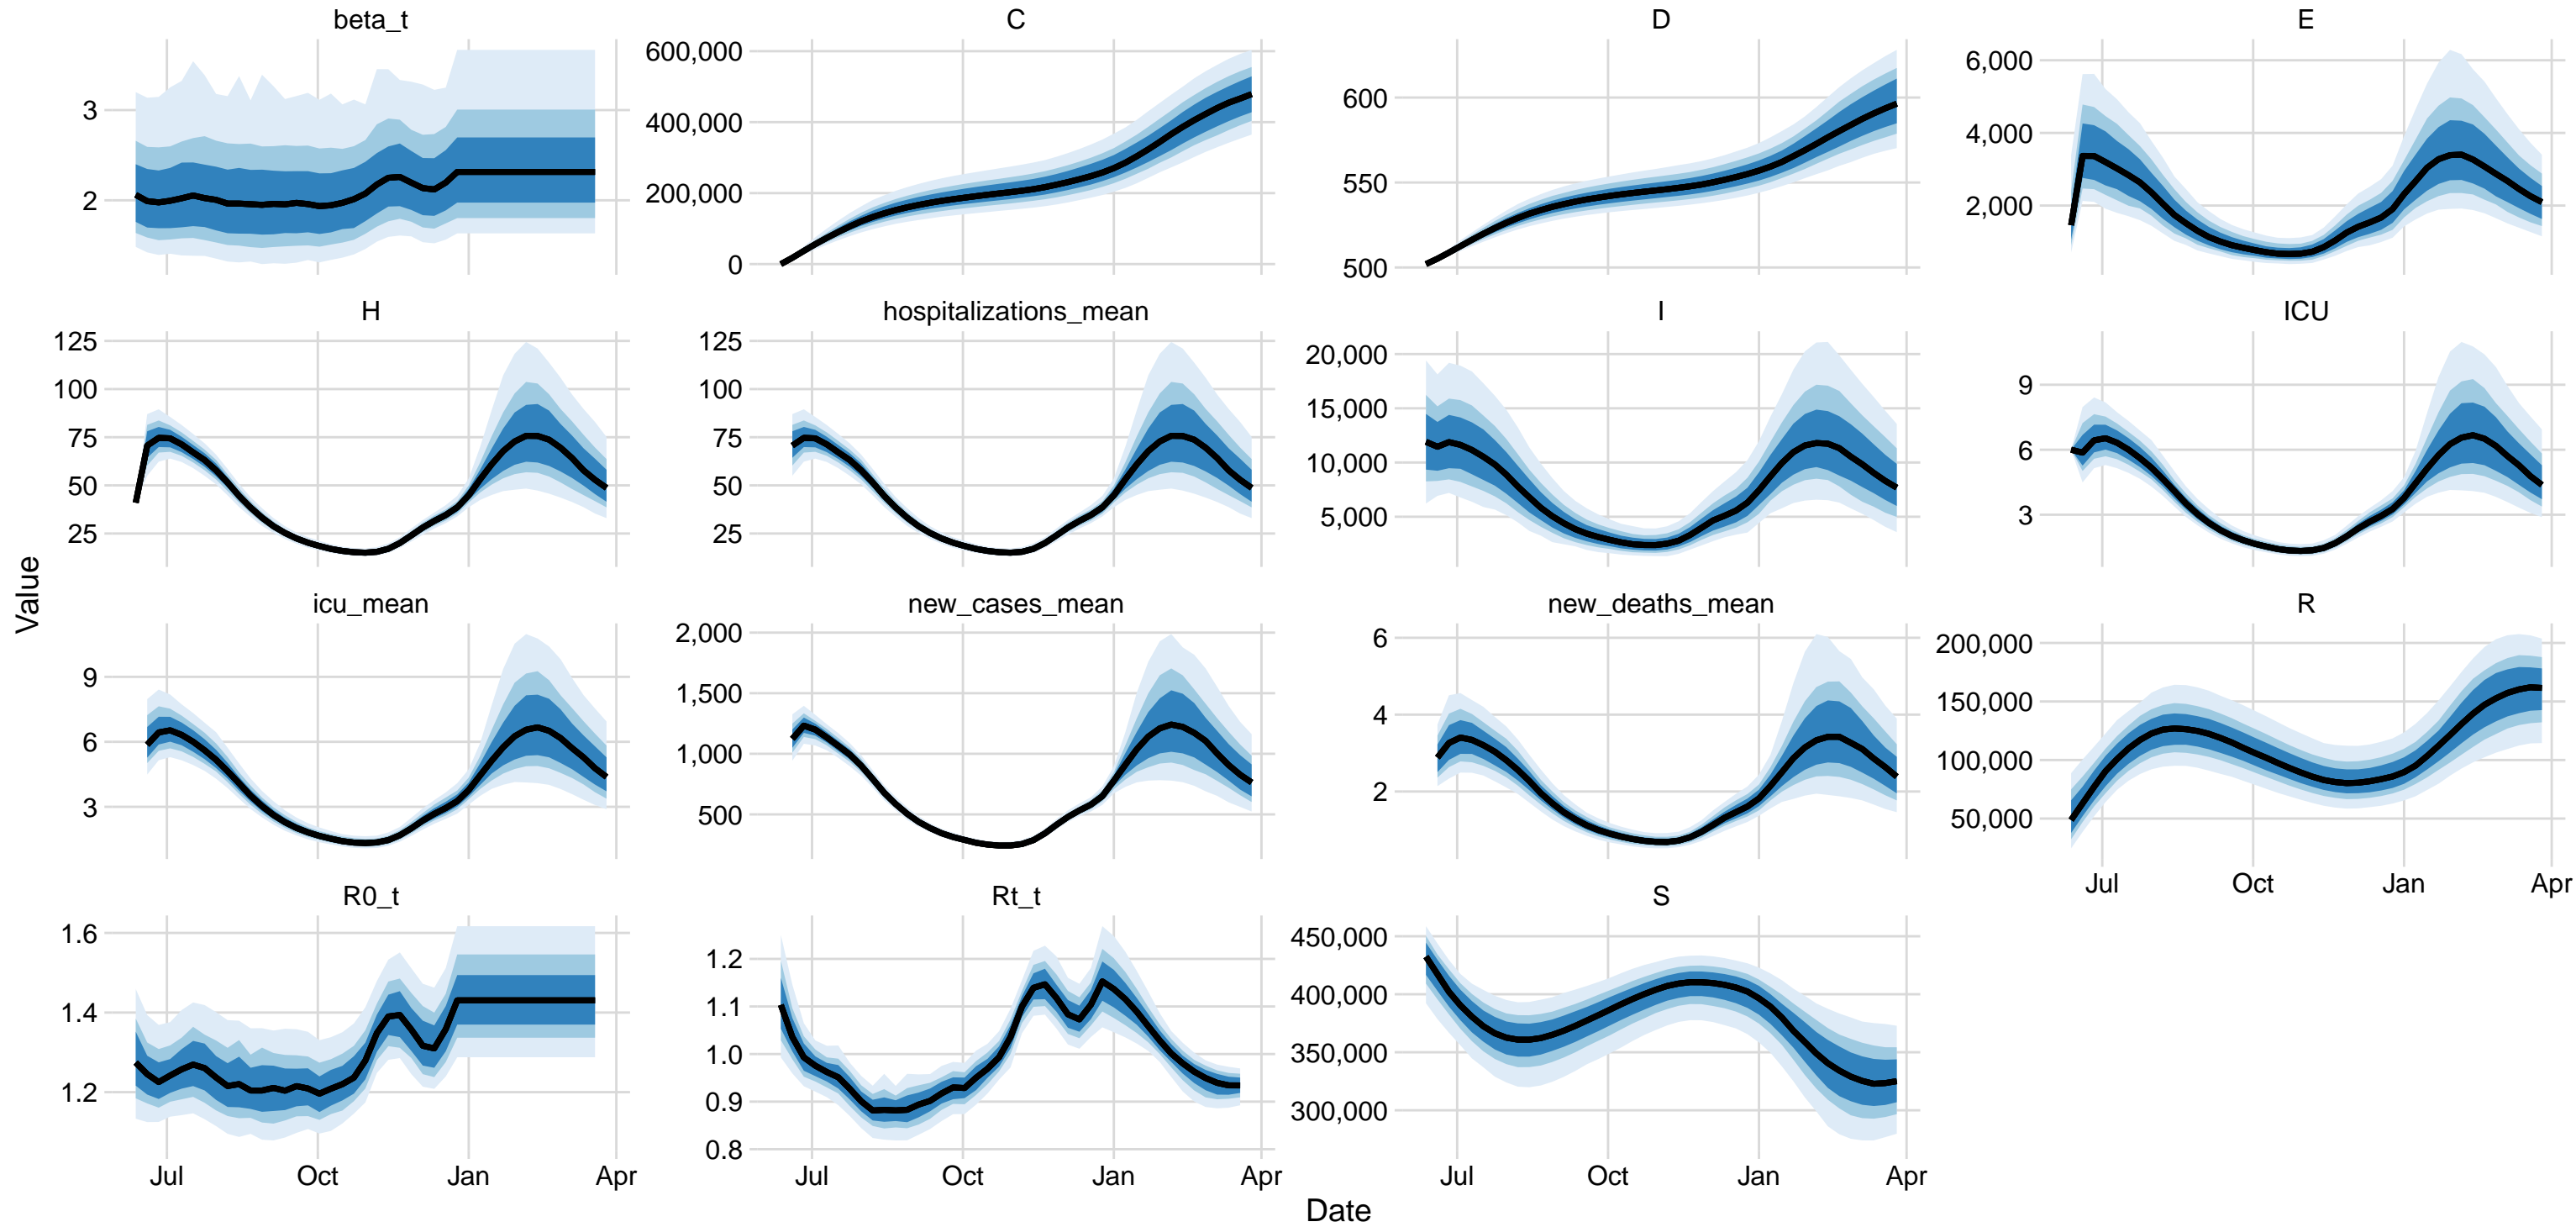 beta_t
C
D
E
3
2
600,000
400,000
200,000
0
600
550
500
6,000
4,000
2,000
H
hospitalizations_mean
I
ICU
125
100
75
50
25
125
100
75
50
25
20,000
15,000
10,000
5,000
9
6
3
Value
icu_mean
new_cases_mean
new_deaths_mean
R
9
6
3
2,000
1,500
1,000
500
6
4
2
200,000
150,000
100,000
50,000
Jul Oct Jan Apr
R0_t
Rt_t
S
1.6
1.4
1.2
1.2
1.1
1.0
0.9
0.8
450,000
400,000
350,000
300,000
Jul Oct Jan Apr
Jul Oct Jan Apr
Jul Oct Jan Apr
Date